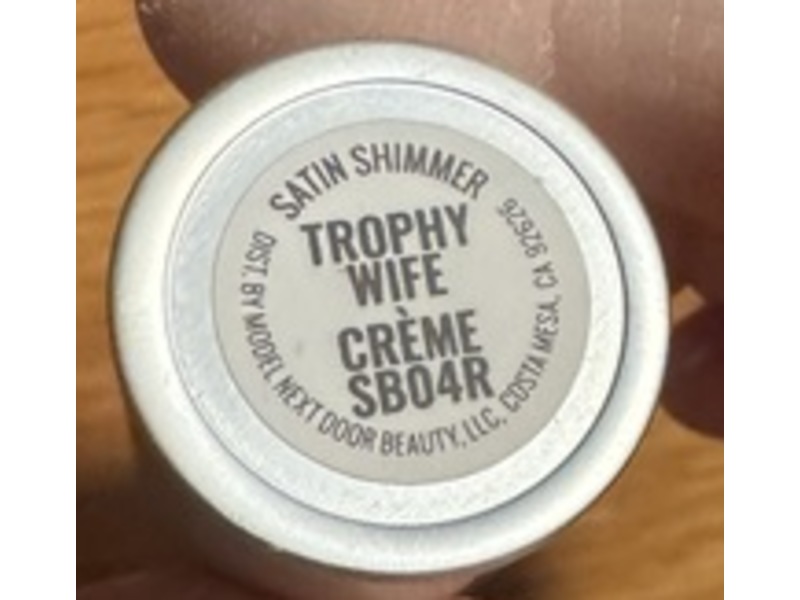 SATIN SHIMMER
TROPHY
WIFE
CRÈME
SB04R
DIST. BY MODEL NEXT DOOR BEAUTY, LLC, COSTA MESA, CA 92626